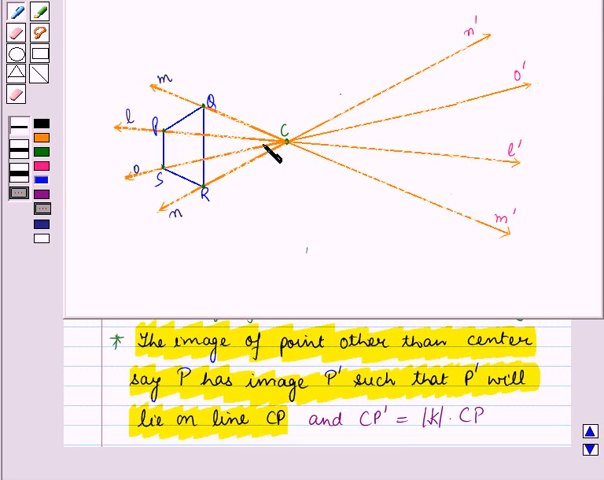 n'
o'
m
Q
l
P
C
l'
o
S
R
n
m'
* The image of point other than center
say P has image P' such that P' will
lie on line CP and CP' = |K| · CP